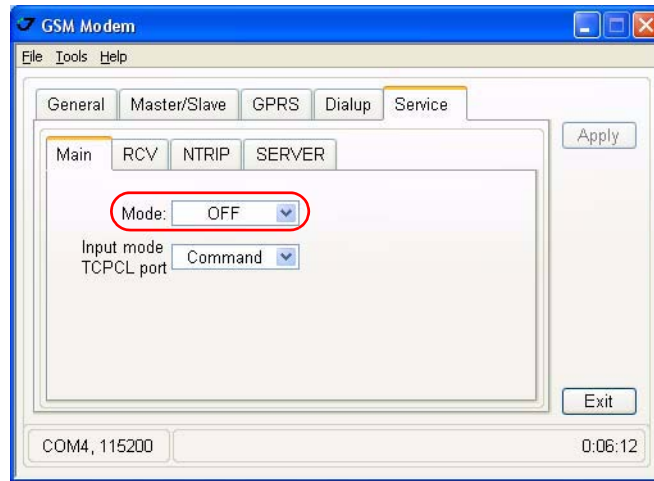 GSM Modem
File Tools Help
General Master/Slave GPRS Dialup Service
Apply
Main RCV NTRIP SERVER
Mode: OFF
Input mode
TCPCL port Command
Exit
COM4, 115200 0:06:12